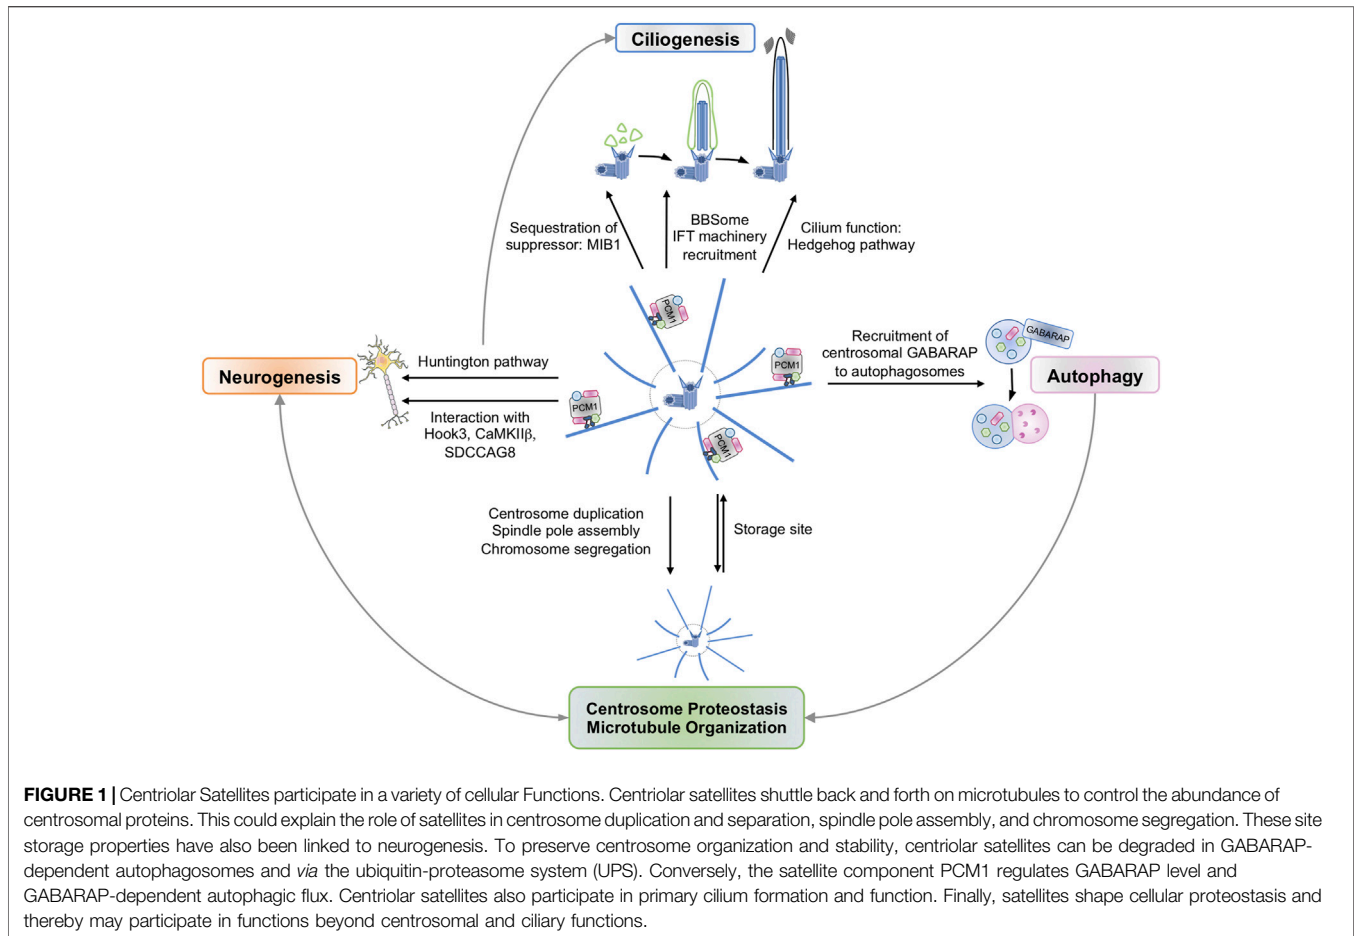 Ciliogenesis
Sequestration of
suppressor: MIB1
BBSome
IFT machinery
recruitment
Cilium function:
Hedgehog pathway
PCM1
PCM1
PCM1
PCM1
Recruitment of
centrosomal GABARAP
to autophagosomes
GABARAP
Autophagy
Neurogenesis
Huntington pathway
Interaction with
Hook3, CaMKIIβ,
SDCCAG8
Centrosome duplication
Spindle pole assembly
Chromosome segregation
Storage site
Centrosome Proteostasis
Microtubule Organization
FIGURE 1 | Centriolar Satellites participate in a variety of cellular Functions. Centriolar satellites shuttle back and forth on microtubules to control the abundance of
centrosomal proteins. This could explain the role of satellites in centrosome duplication and separation, spindle pole assembly, and chromosome segregation. These site
storage properties have also been linked to neurogenesis. To preserve centrosome organization and stability, centriolar satellites can be degraded in GABARAP-
dependent autophagosomes and via the ubiquitin-proteasome system (UPS). Conversely, the satellite component PCM1 regulates GABARAP level and
GABARAP-dependent autophagic flux. Centriolar satellites also participate in primary cilium formation and function. Finally, satellites shape cellular proteostasis and
thereby may participate in functions beyond centrosomal and ciliary functions.